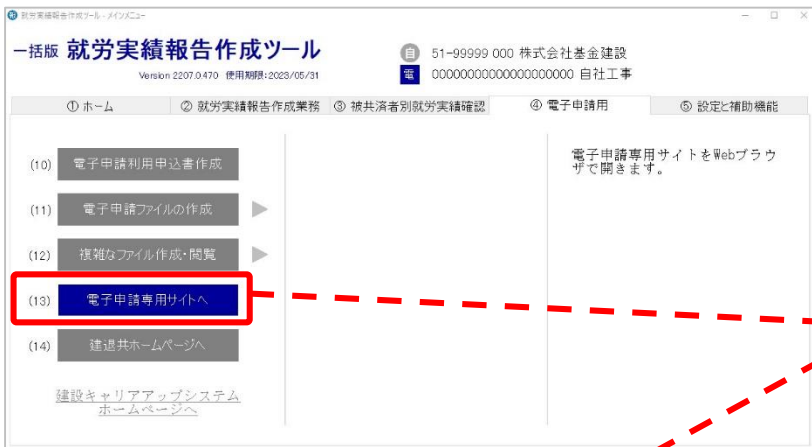 就労実績報告作成ツール - メインメニュー
一括版 就労実績報告作成ツール
Version 2207.0.470 使用期限:2023/05/31
自 51-99999 000 株式会社基金建設
電 00000000000000000000 自社工事
① ホーム
② 就労実績報告作成業務
③ 被共済者別就労実績確認
④ 電子申請用
⑤ 設定と補助機能
(10) 電子申請利用申込書作成
(11) 電子申請ファイルの作成
(12) 複雑なファイル作成・閲覧
(13) 電子申請専用サイトへ
(14) 建退共ホームページへ
建設キャリアアップシステム
ホームページへ
電子申請専用サイトをWebブラウ
ザで開きます。